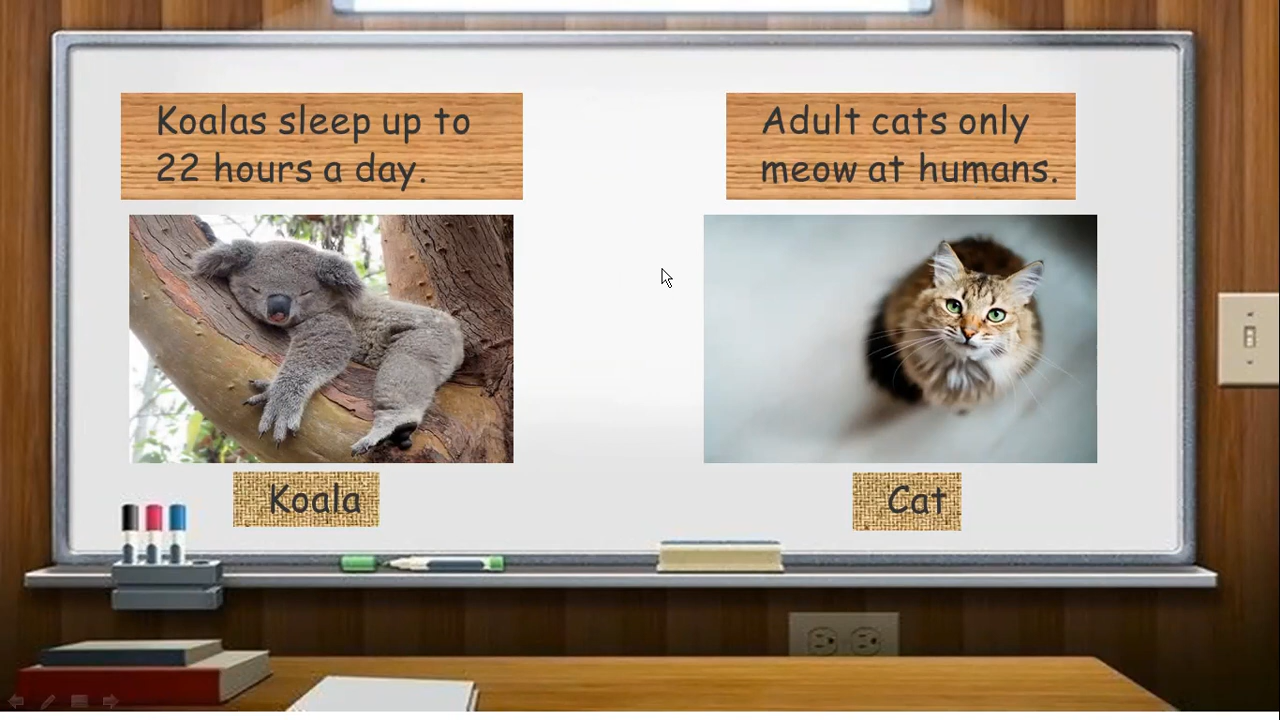 Koalas sleep up to
22 hours a day.
Adult cats only
meow at humans.
Koala
Cat